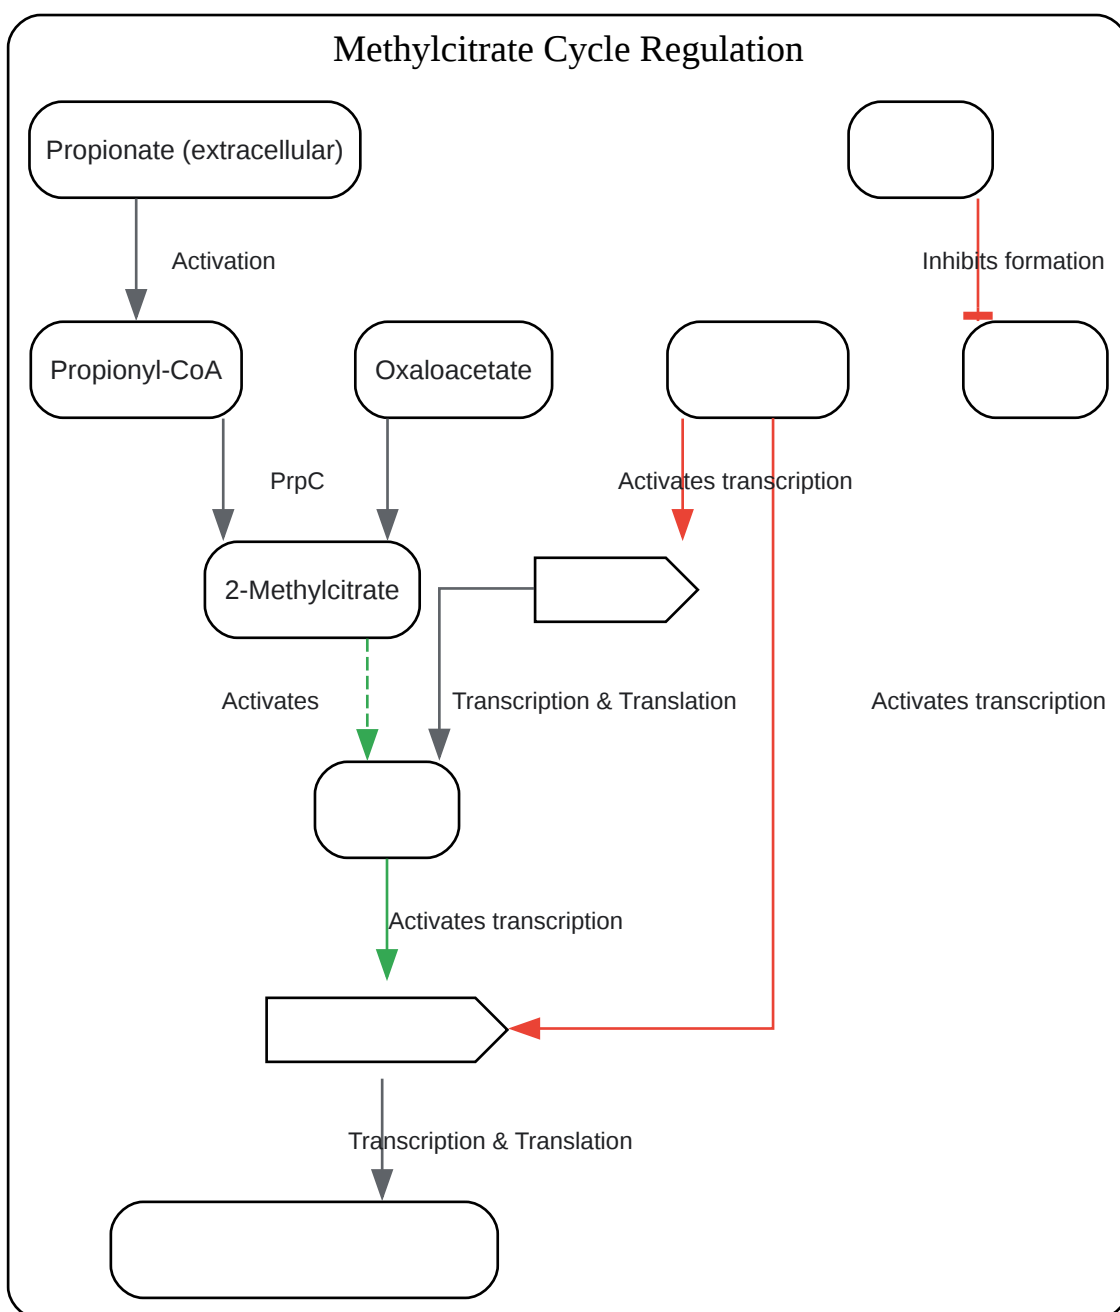 Methylcitrate Cycle Regulation
Propionate (extracellular)
Activation
Inhibits formation
Propionyl-CoA
Oxaloacetate
PrpC
Activates transcription
2-Methylcitrate
Activates
Transcription & Translation
Activates transcription
Activates transcription
Transcription & Translation